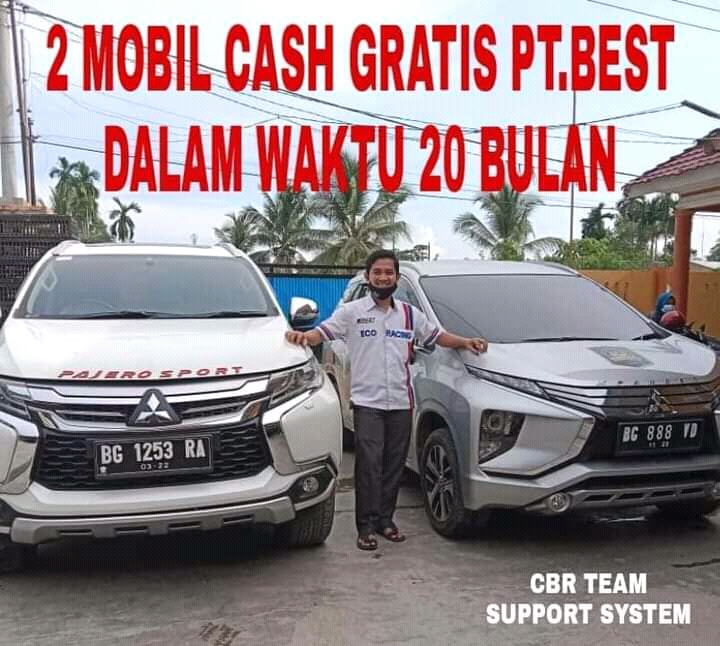 2 MOBIL CASH GRATIS PT.BEST
DALAM WAKTU 20 BULAN
PAJERO SPORT
ECO RACING
BG 1253 RA
03·22
BG 888 VD
CBR TEAM
SUPPORT SYSTEM